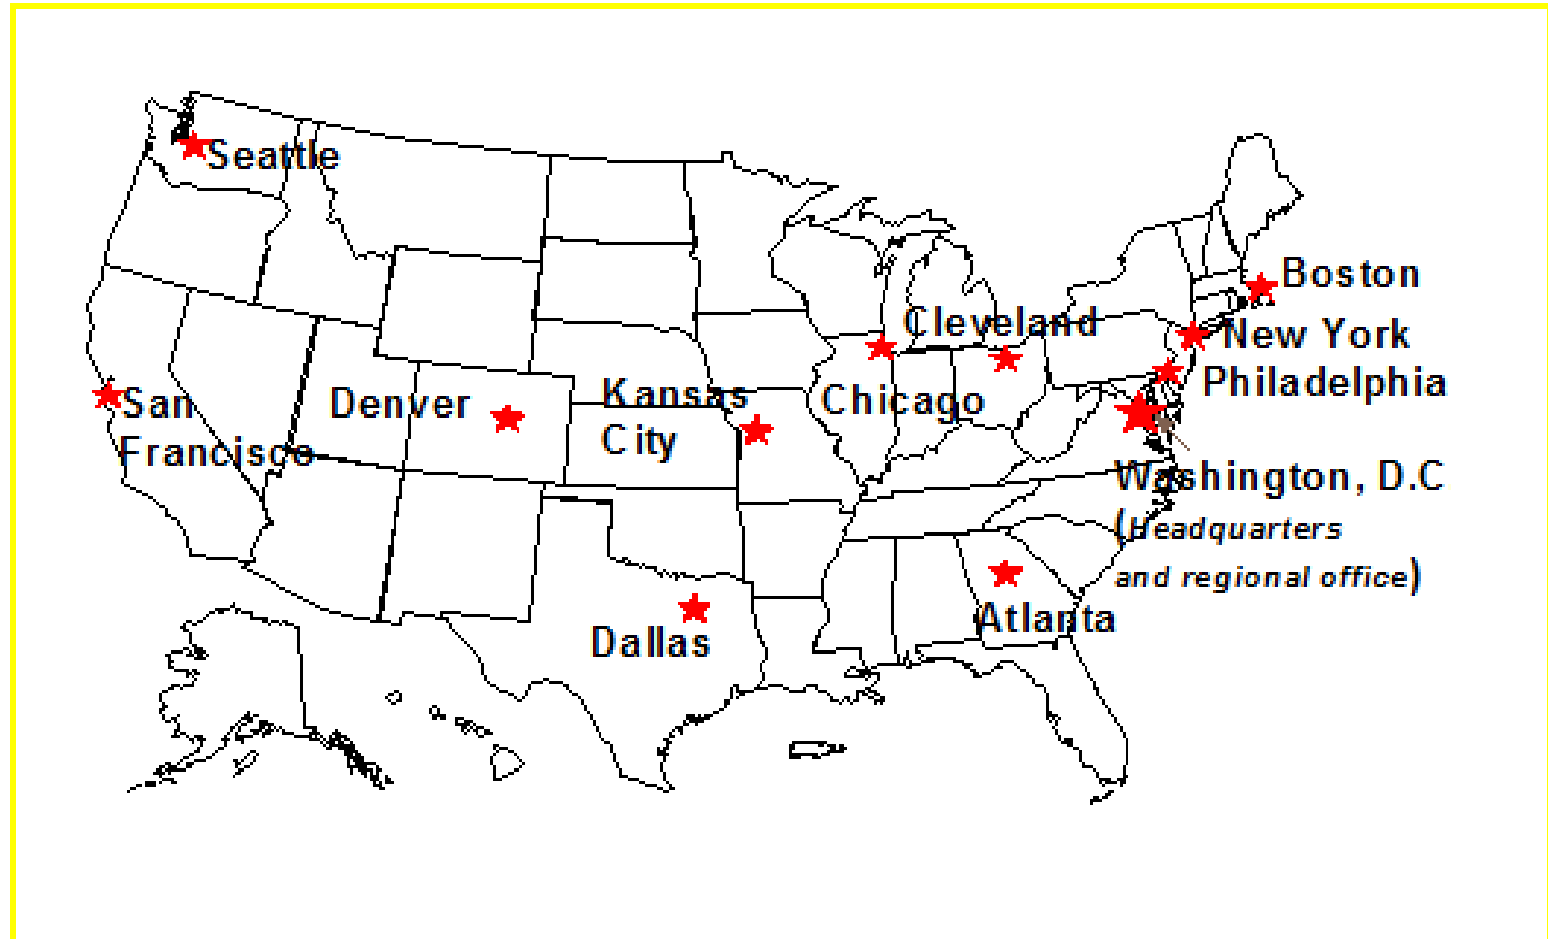 Seattle
Boston
Cleveland
New York
Philadelphia
Kansas
City
Chicago
Denver
San
Francisco
Washington, D.C
(Headquarters
and regional office)
Atlanta
Dallas